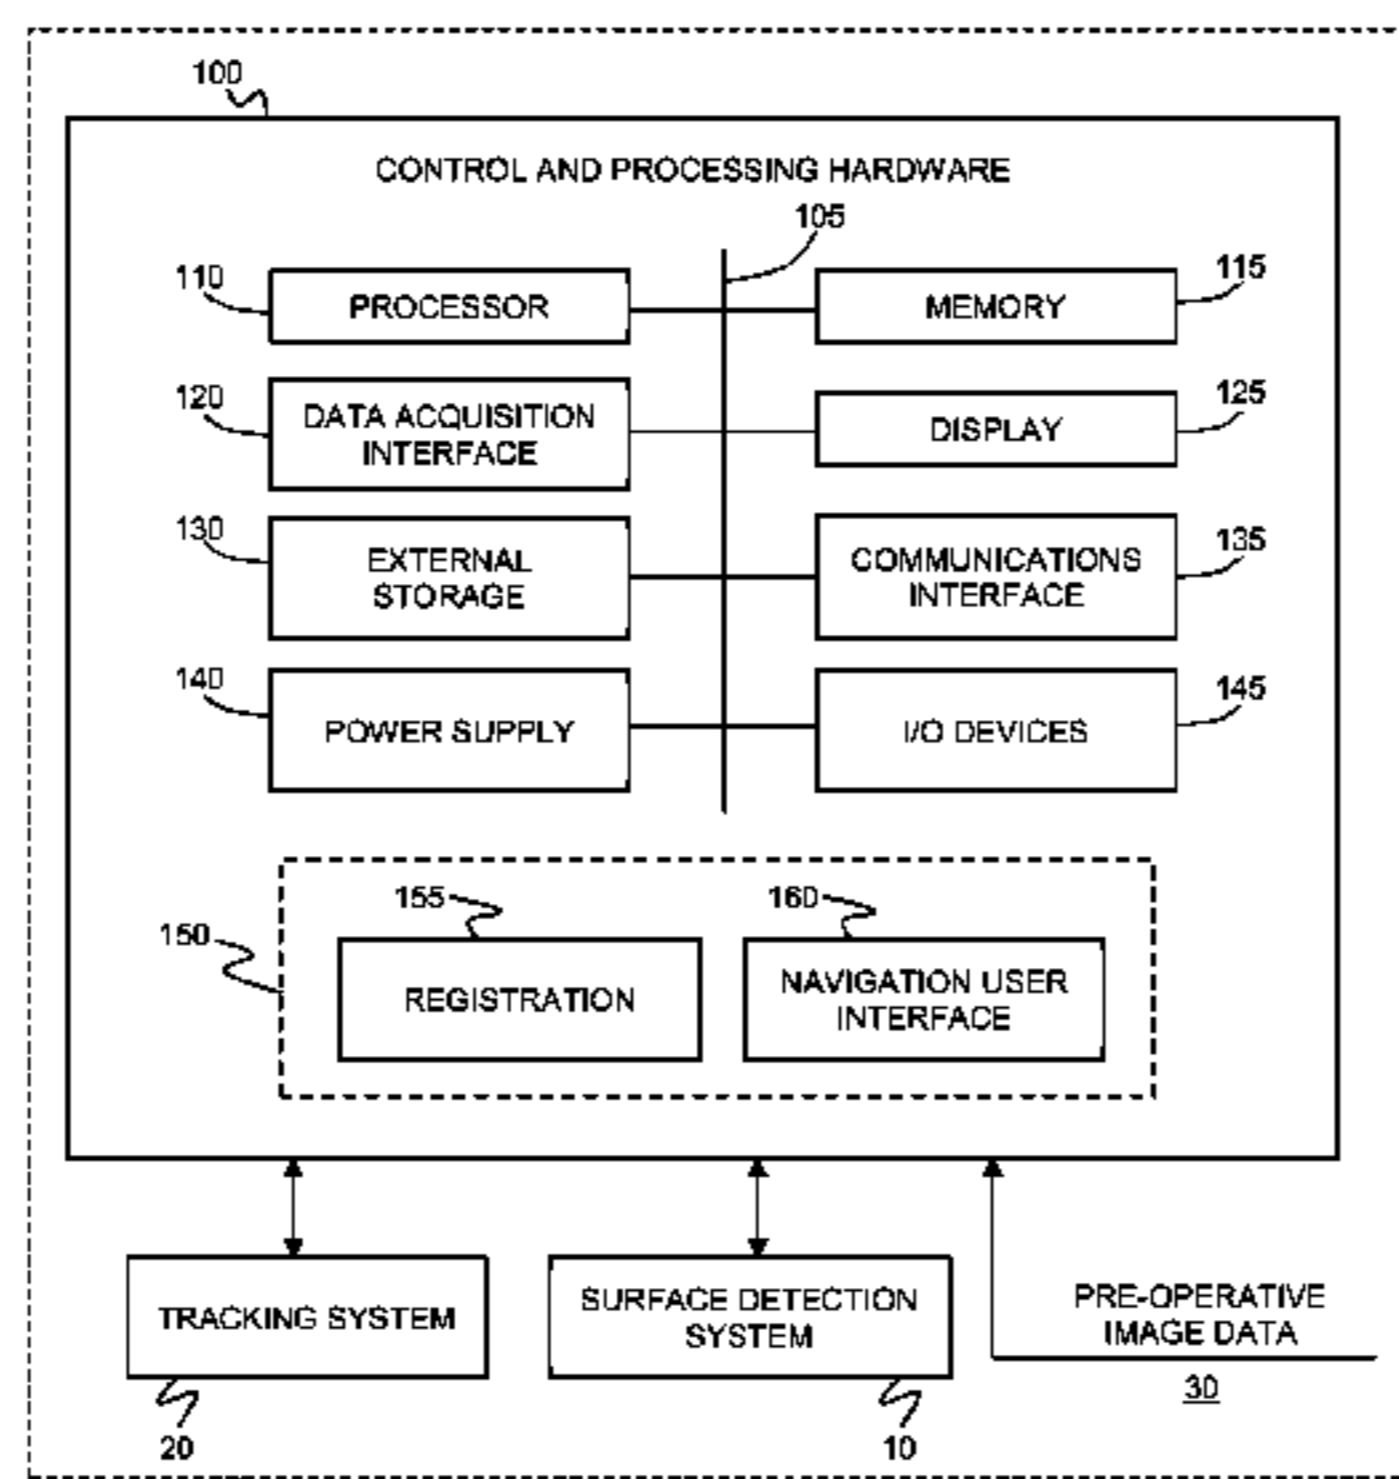 100
CONTROL AND PROCESSING HARDWARE
105
110
PROCESSOR
MEMORY
115
120
DATA ACQUISITION
INTERFACE
DISPLAY
125
130
EXTERNAL
STORAGE
COMMUNICATIONS
INTERFACE
135
140
POWER SUPPLY
I/O DEVICES
145
150
155
REGISTRATION
160
NAVIGATION USER
INTERFACE
TRACKING SYSTEM
20
SURFACE DETECTION
SYSTEM
10
PRE-OPERATIVE
IMAGE DATA
30